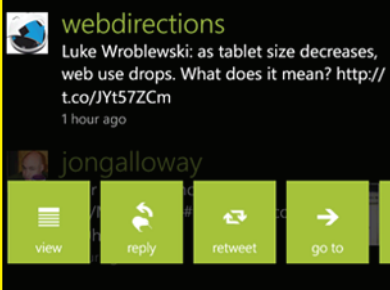 webdirections
Luke Wroblewski: as tablet size decreases,
web use drops. What does it mean? http://
t.co/JYt57ZCm
1 hour ago
jongalloway
view
reply
retweet
go to